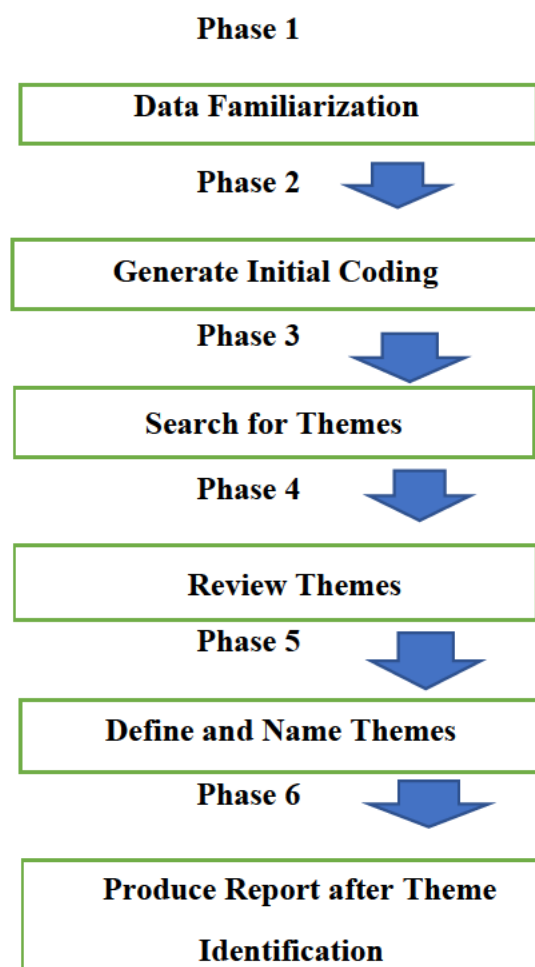 Phase 1
Data Familiarization
Phase 2
Generate Initial Coding
Phase 3
Search for Themes
Phase 4
Review Themes
Phase 5
Define and Name Themes
Phase 6
Produce Report after Theme
Identification